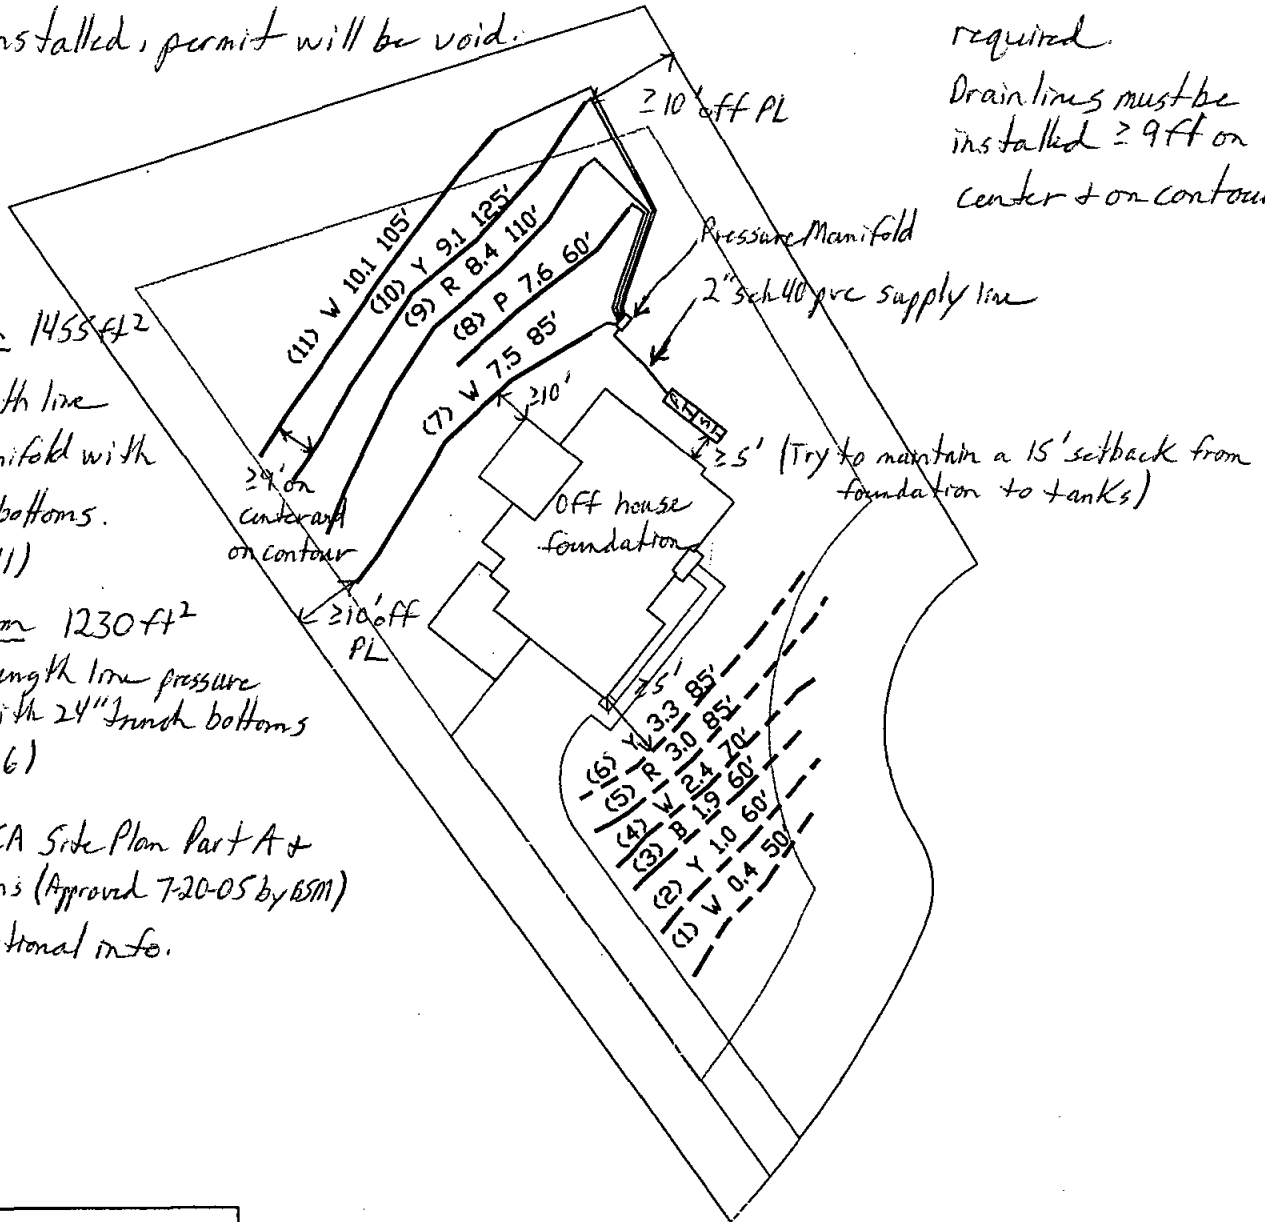 nstalled, permit will be void.
required.
Drainlines must be
installed ≥ 9ft on
center + on contour
≥10' off PL
Pressure Manifold
2" sch 40 pvc supply line
(11) W 10.1 105'
(10) Y 9.1 125'
(9) R 8.4 110'
(8) P 7.6 60'
(7) W 7.5 85'
1455 ft²
th line
nifold with
bottoms.
11)
≥10'
≥9' on
center and
on contour
≥5' (Try to maintain a 15' setback from
foundation to tanks)
Off house
foundation
≥10' off
PL
m 1230 ft²
ength line pressure
ith 24" trench bottoms
6)
≥5'
(6) Y 3.3 85'
(5) R 3.0 85'
(4) W 2.4 70'
(3) B 1.9 60'
(2) Y 1.0 60'
(1) W 0.4 50
CA Site Plan Part A +
ns (Approved 7-20-05 by BSM)
tional info.